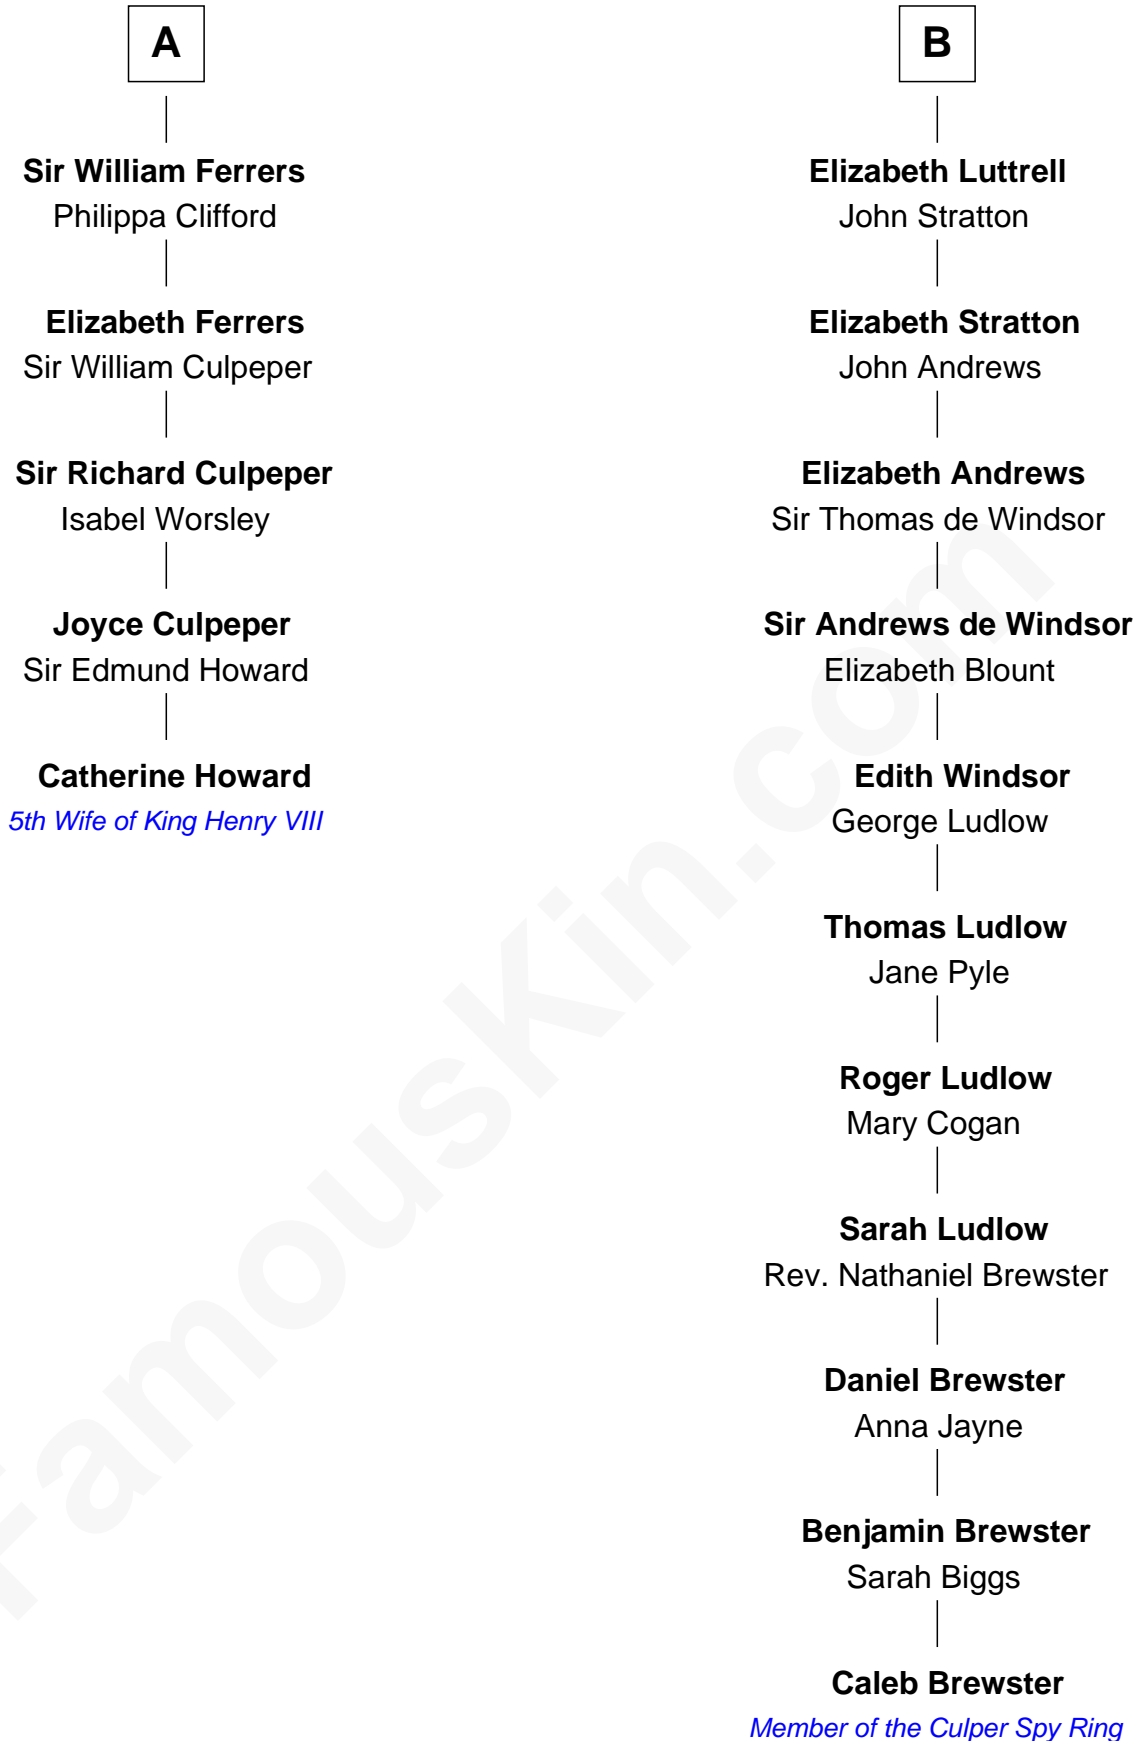 A
Sir William Ferrers
Philippa Clifford
Elizabeth Ferrers
Sir William Culpeper
Sir Richard Culpeper
Isabel Worsley
Joyce Culpeper
Sir Edmund Howard
Catherine Howard
5th Wife of King Henry VIII
B
Elizabeth Luttrell
John Stratton
Elizabeth Stratton
John Andrews
Elizabeth Andrews
Sir Thomas de Windsor
Sir Andrews de Windsor
Elizabeth Blount
Edith Windsor
George Ludlow
Thomas Ludlow
Jane Pyle
Roger Ludlow
Mary Cogan
Sarah Ludlow
Rev. Nathaniel Brewster
Daniel Brewster
Anna Jayne
Benjamin Brewster
Sarah Biggs
Caleb Brewster
Member of the Culper Spy Ring
FamousKin.com